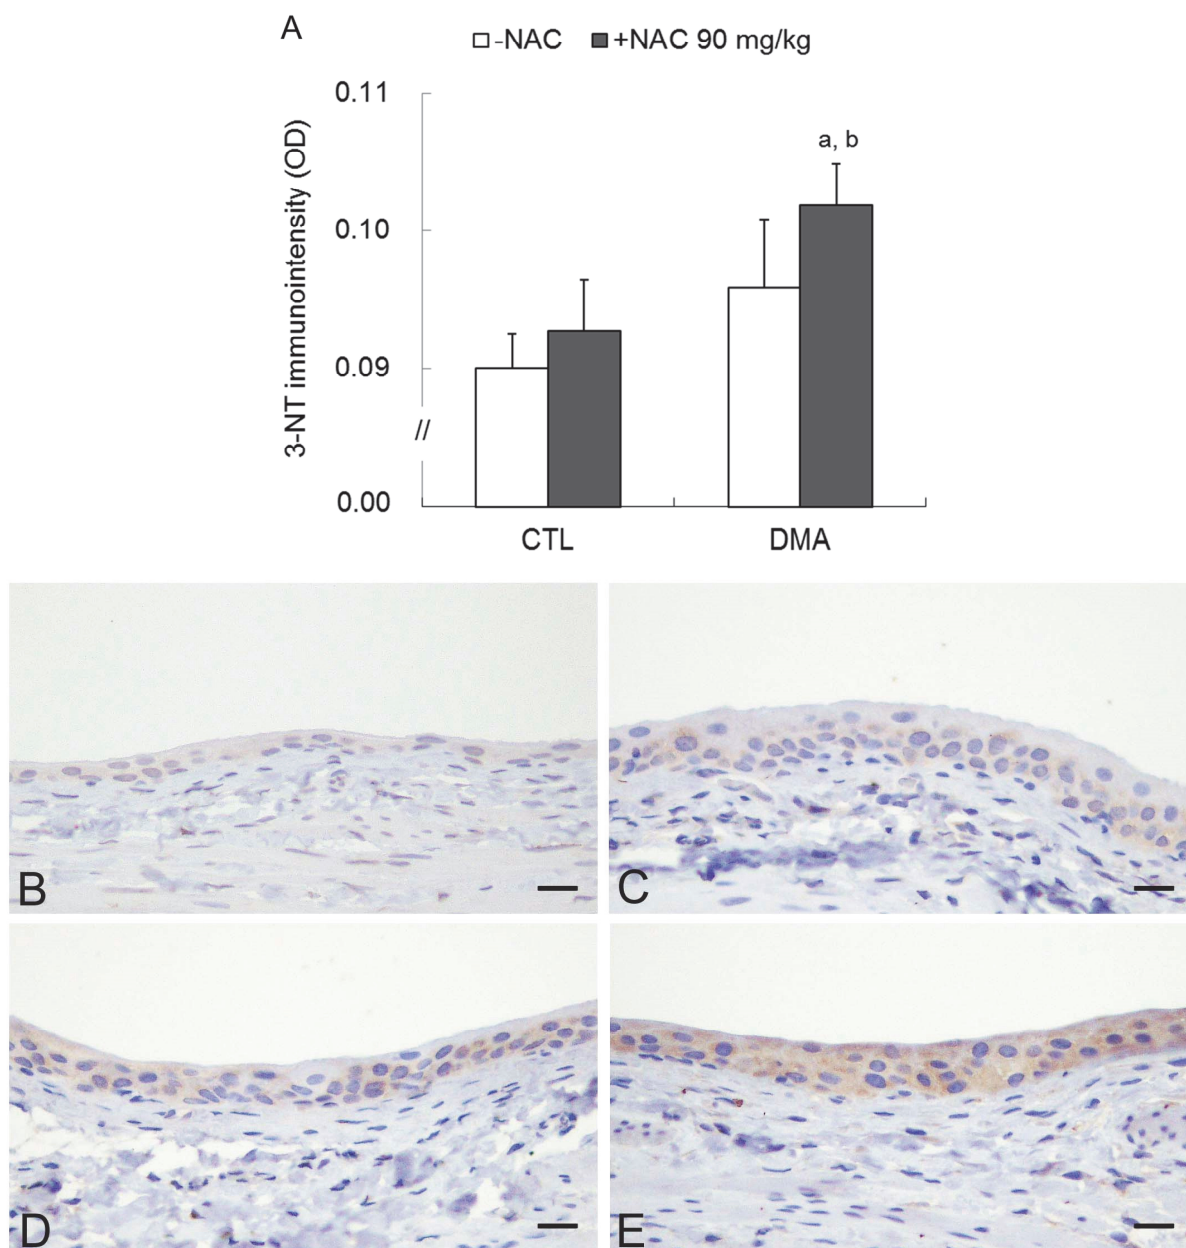 A
-NAC +NAC 90 mg/kg
3-NT immunointensity (OD)
0.11
0.10
0.09
//
0.00
a, b
CTL DMA
B
C
D
E